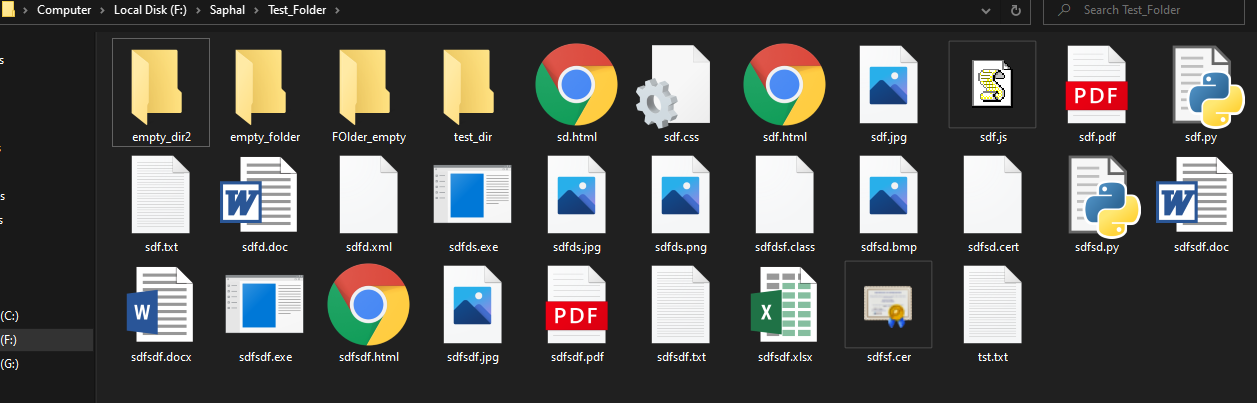 Computer > Local Disk (F:) > Saphal > Test_Folder >
Search Test_Folder
empty_dir2 empty_folder FOlder_empty test_dir sd.html sdf.css sdf.html sdf.jpg sdf.js sdf.pdf sdf.py
PDF
sdf.txt sdfd.doc sdfd.xml sdfds.exe sdfds.jpg sdfds.png sdfdsf.class sdfsd.bmp sdfsd.cert sdfsd.py sdfsdf.doc
W W
sdfsdf.docx sdfsdf.exe sdfsdf.html sdfsdf.jpg sdfsdf.pdf sdfsdf.txt sdfsdf.xlsx sdfsf.cer tst.txt
W PDF X
(C:)
(F:)
(G:)